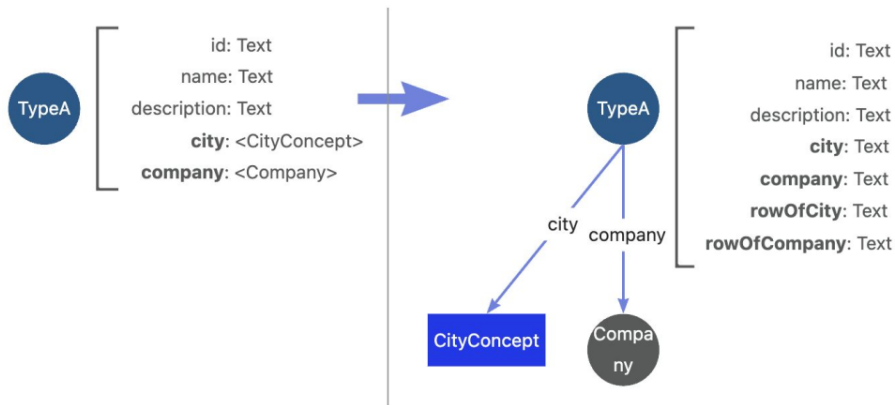 TypeA
id: Text
name: Text
description: Text
city: <CityConcept>
company: <Company>
TypeA
id: Text
name: Text
description: Text
city: Text
company: Text
rowOfCity: Text
rowOfCompany: Text
city
company
CityConcept
Compa
ny